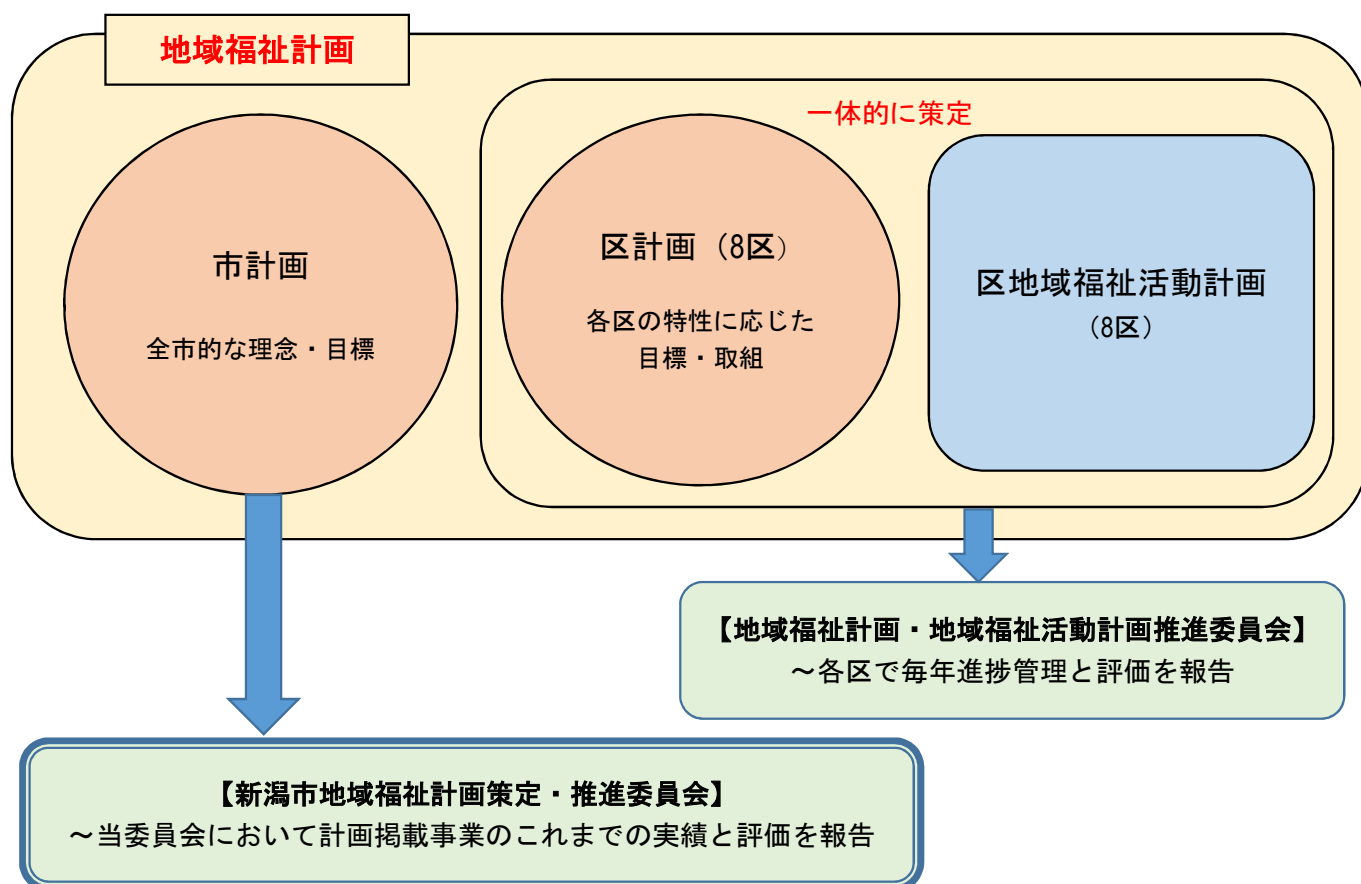 地域福祉計画
一体的に策定
市計画
全市的な理念・目標
区計画（8区）
各区の特性に応じた
目標・取組
区地域福祉活動計画
（8区）
【地域福祉計画・地域福祉活動計画推進委員会】
～各区で毎年進捗管理と評価を報告
【新潟市地域福祉計画策定・推進委員会】
～当委員会において計画掲載事業のこれまでの実績と評価を報告